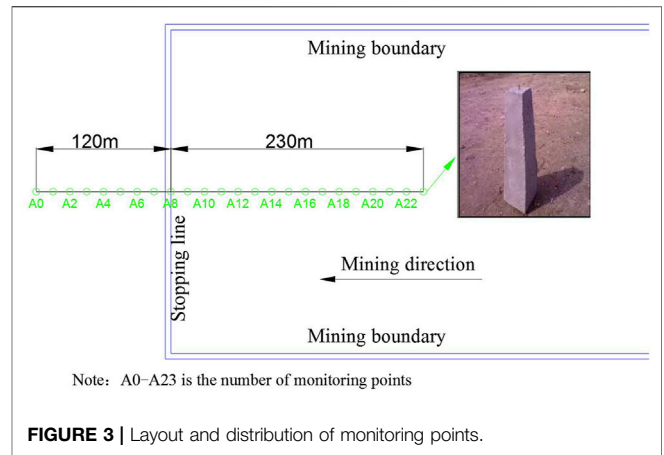 Mining boundary
120m 230m
A0 A2 A4 A6 A8 A10 A12 A14 A16 A18 A20 A22
Stopping line
Mining direction
Mining boundary
Note: A0-A23 is the number of monitoring points
FIGURE 3 | Layout and distribution of monitoring points.